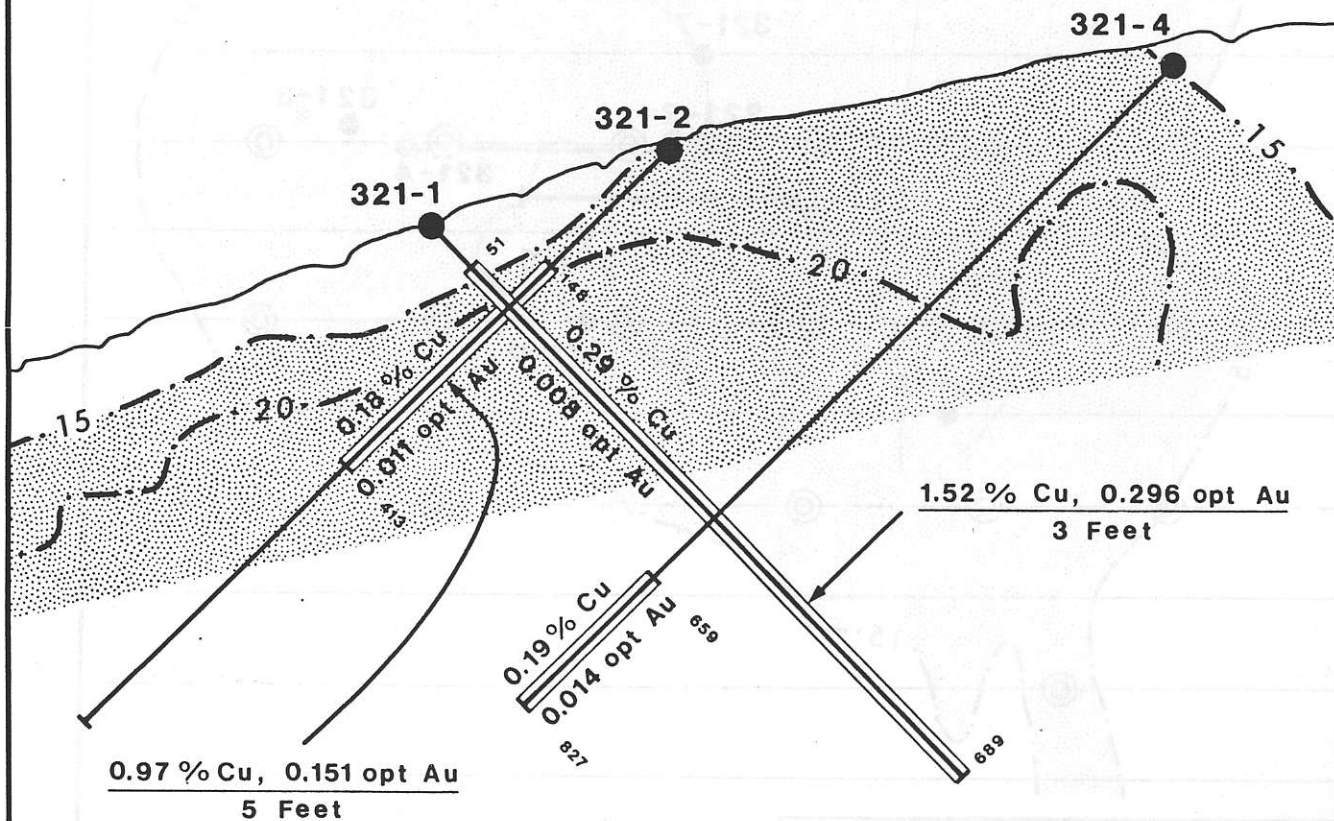 321-4
321-2
321-1
15
51
148
20
0.29 % Cu
0.008 opt Au
0.18 % Cu
0.011 opt Au
413
15
20
1.52 % Cu, 0.296 opt Au
3 Feet
0.19 % Cu
0.014 opt Au
659
827
689
0.97 % Cu, 0.151 opt Au
5 Feet